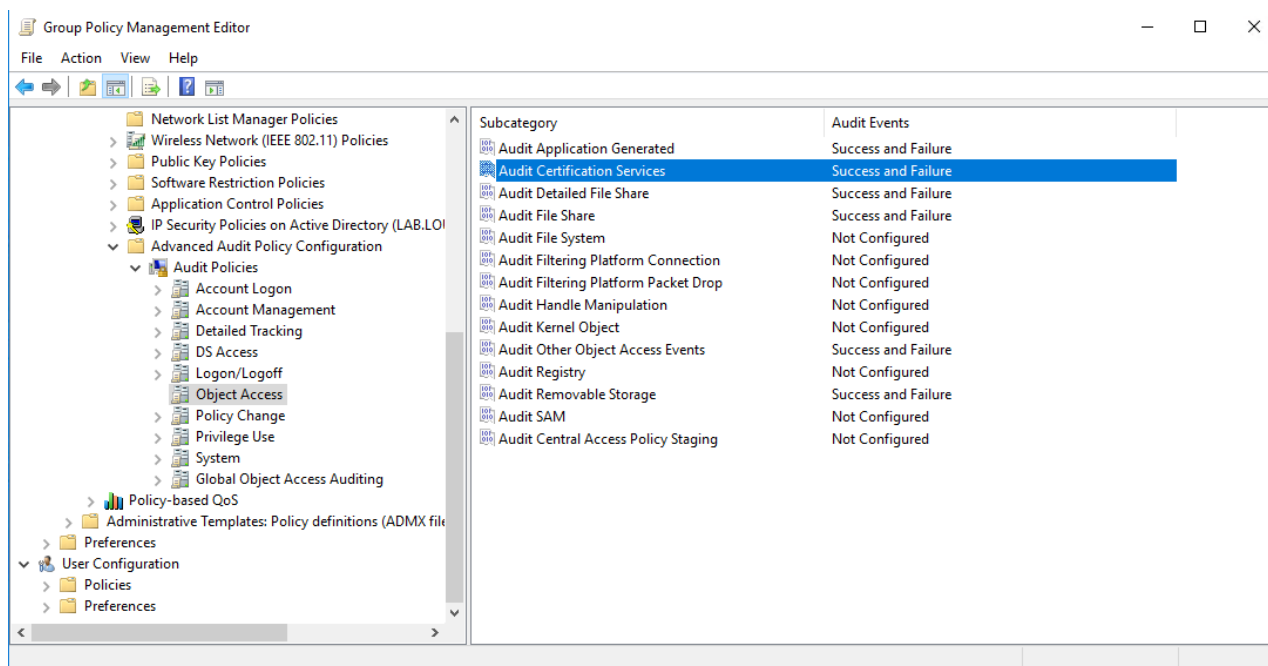 Group Policy Management Editor
File Action View Help
Network List Manager Policies
Wireless Network (IEEE 802.11) Policies
Public Key Policies
Software Restriction Policies
Application Control Policies
IP Security Policies on Active Directory (LAB.LOU
Advanced Audit Policy Configuration
Audit Policies
Account Logon
Account Management
Detailed Tracking
DS Access
Logon/Logoff
Object Access
Policy Change
Privilege Use
System
Global Object Access Auditing
Policy-based QoS
Administrative Templates: Policy definitions (ADMX file
Preferences
User Configuration
Policies
Preferences
Subcategory Audit Events
Audit Application Generated Success and Failure
Audit Certification Services Success and Failure
Audit Detailed File Share Success and Failure
Audit File Share Success and Failure
Audit File System Not Configured
Audit Filtering Platform Connection Not Configured
Audit Filtering Platform Packet Drop Not Configured
Audit Handle Manipulation Not Configured
Audit Kernel Object Not Configured
Audit Other Object Access Events Success and Failure
Audit Registry Not Configured
Audit Removable Storage Success and Failure
Audit SAM Not Configured
Audit Central Access Policy Staging Not Configured